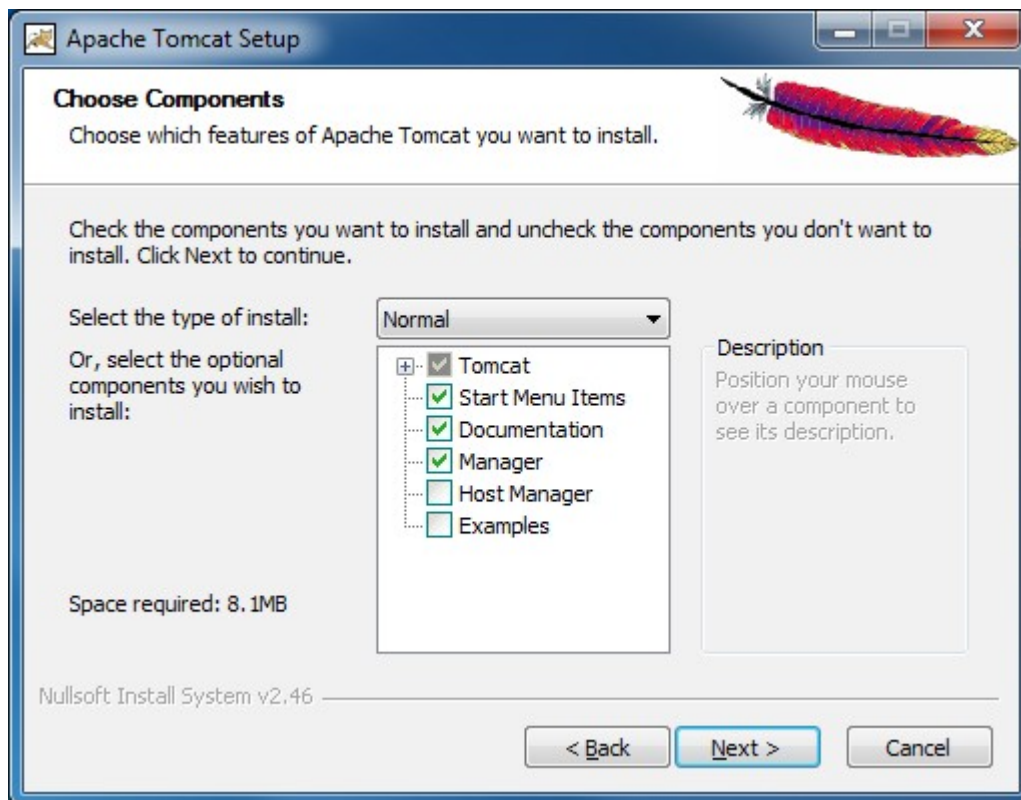 Apache Tomcat Setup
Choose Components
Choose which features of Apache Tomcat you want to install.
Check the components you want to install and uncheck the components you don't want to
install. Click Next to continue.
Select the type of install:
Normal
Or, select the optional
components you wish to
install:
Tomcat
Start Menu Items
Documentation
Manager
Host Manager
Examples
Description
Position your mouse
over a component to
see its description.
Space required: 8.1MB
Nullsoft Install System v2.46
< Back
Next >
Cancel